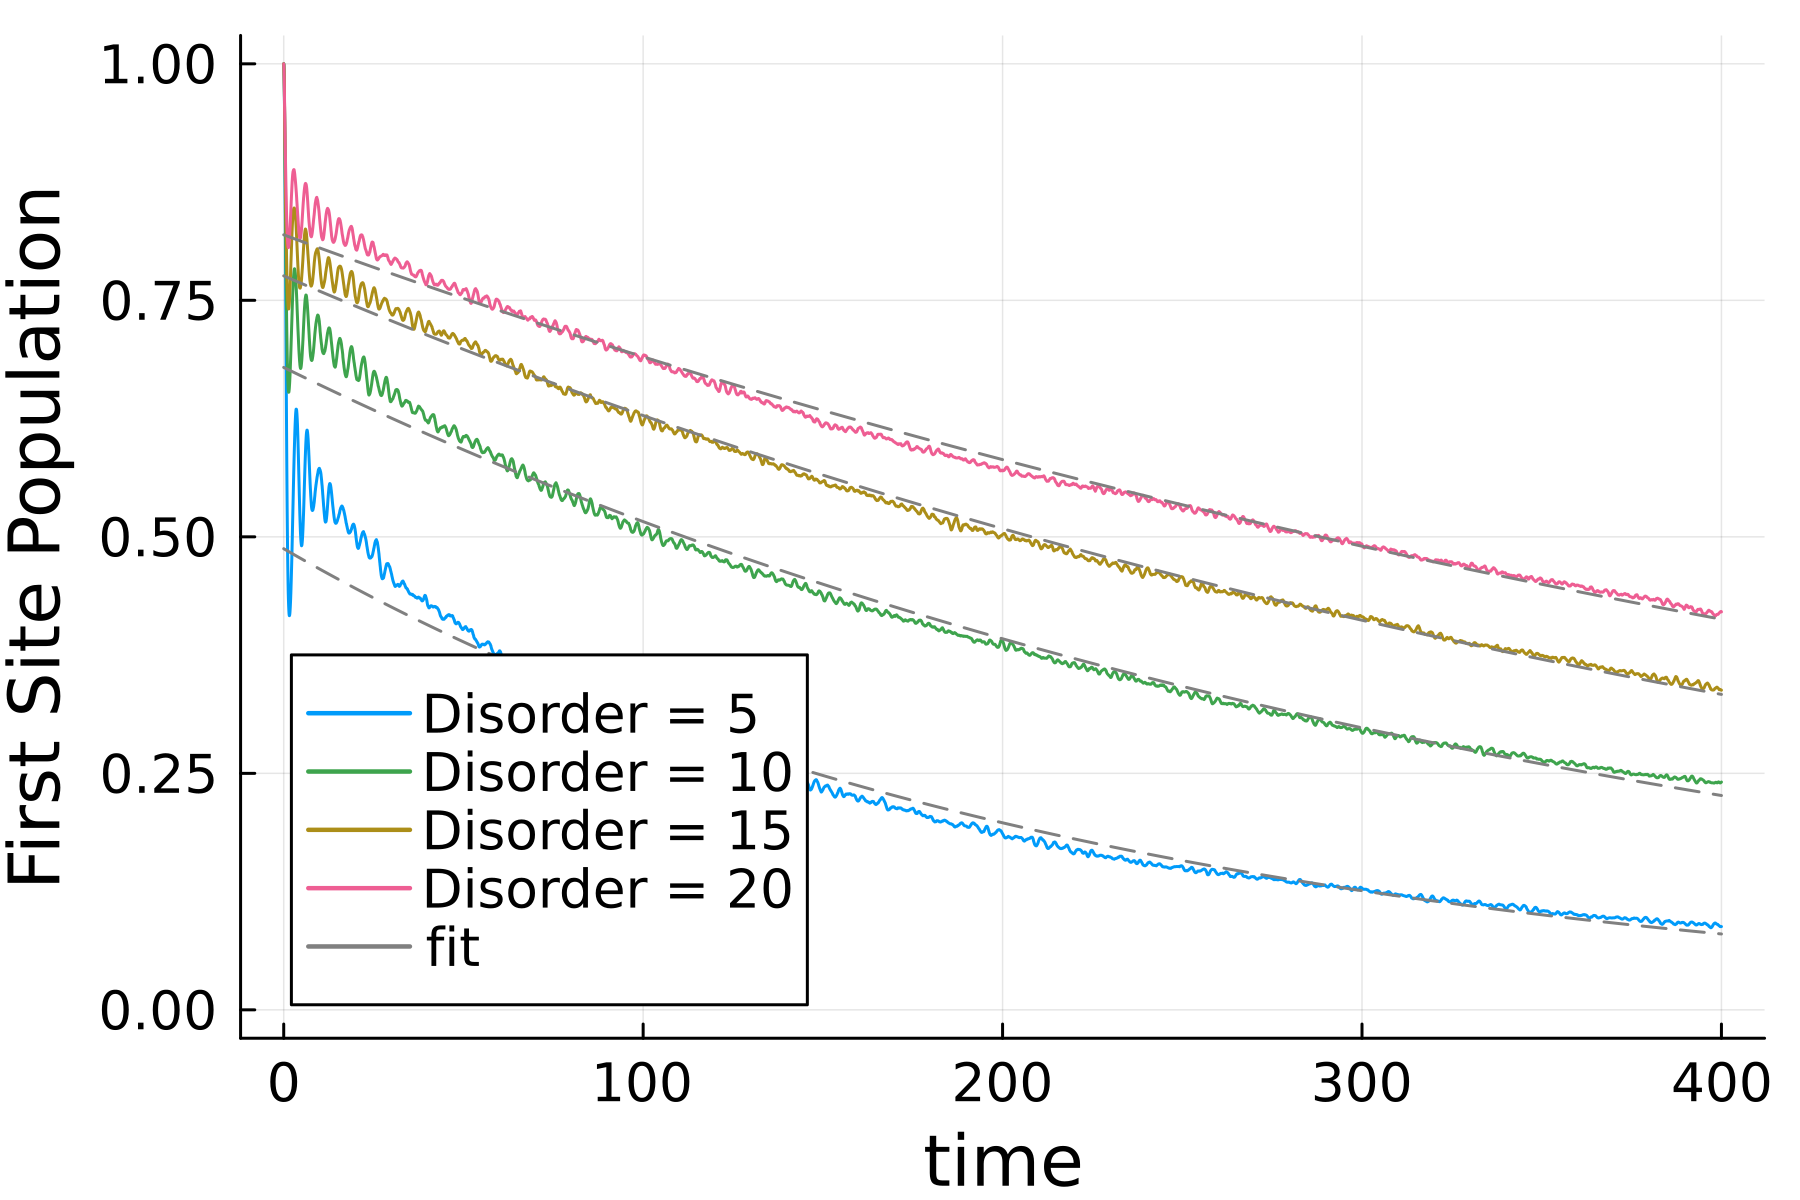 First Site Population
1.00
0.75
0.50
0.25
0.00
Disorder = 5
Disorder = 10
Disorder = 15
Disorder = 20
fit
0 100 200 300 400
time